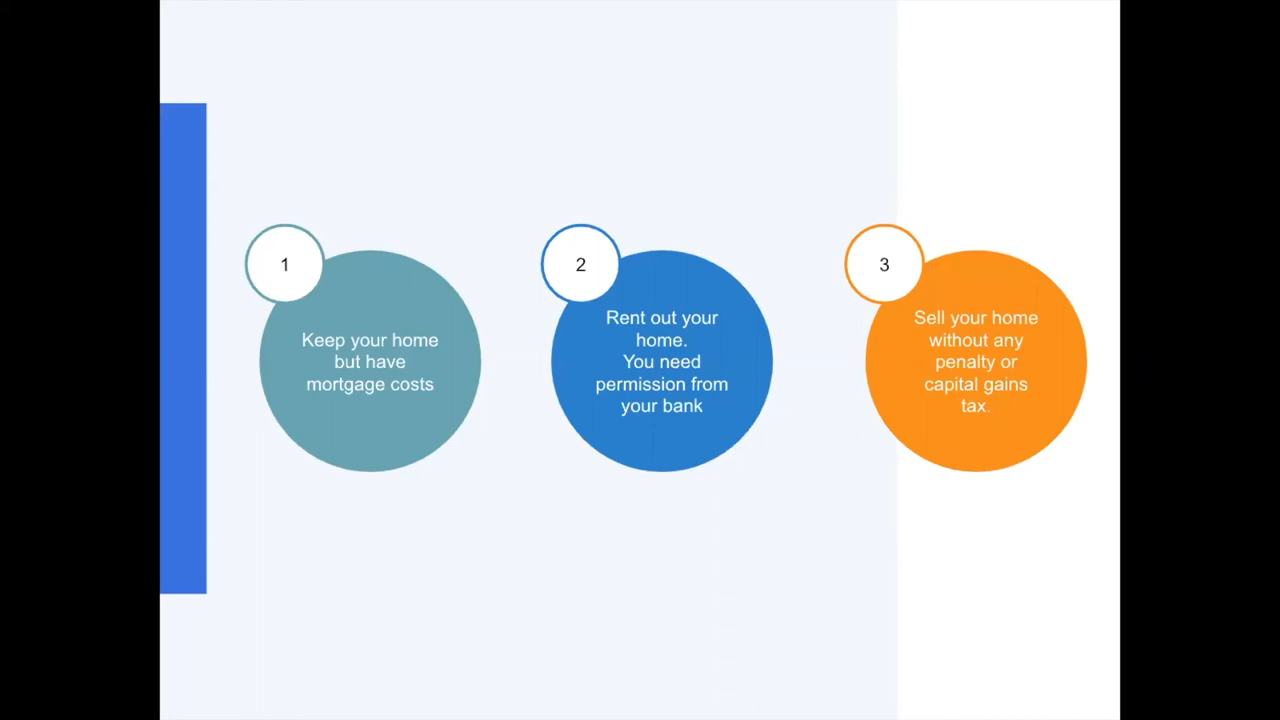 1
Keep your home
but have
mortgage costs
2
Rent out your
home.
You need
permission from
your bank
3
Sell your home
without any
penalty or
capital gains
tax.